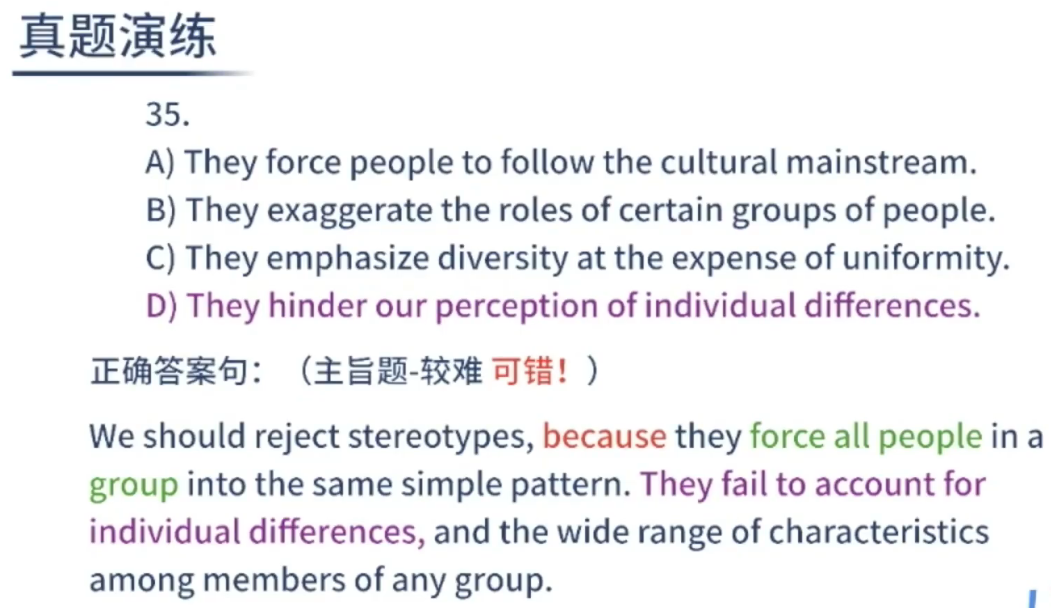 真题演练
35.
A) They force people to follow the cultural mainstream.
B) They exaggerate the roles of certain groups of people.
C) They emphasize diversity at the expense of uniformity.
D) They hinder our perception of individual differences.
正确答案句：（主旨题-较难 可错！）
We should reject stereotypes, because they force all people in a
group into the same simple pattern. They fail to account for
individual differences, and the wide range of characteristics
among members of any group.